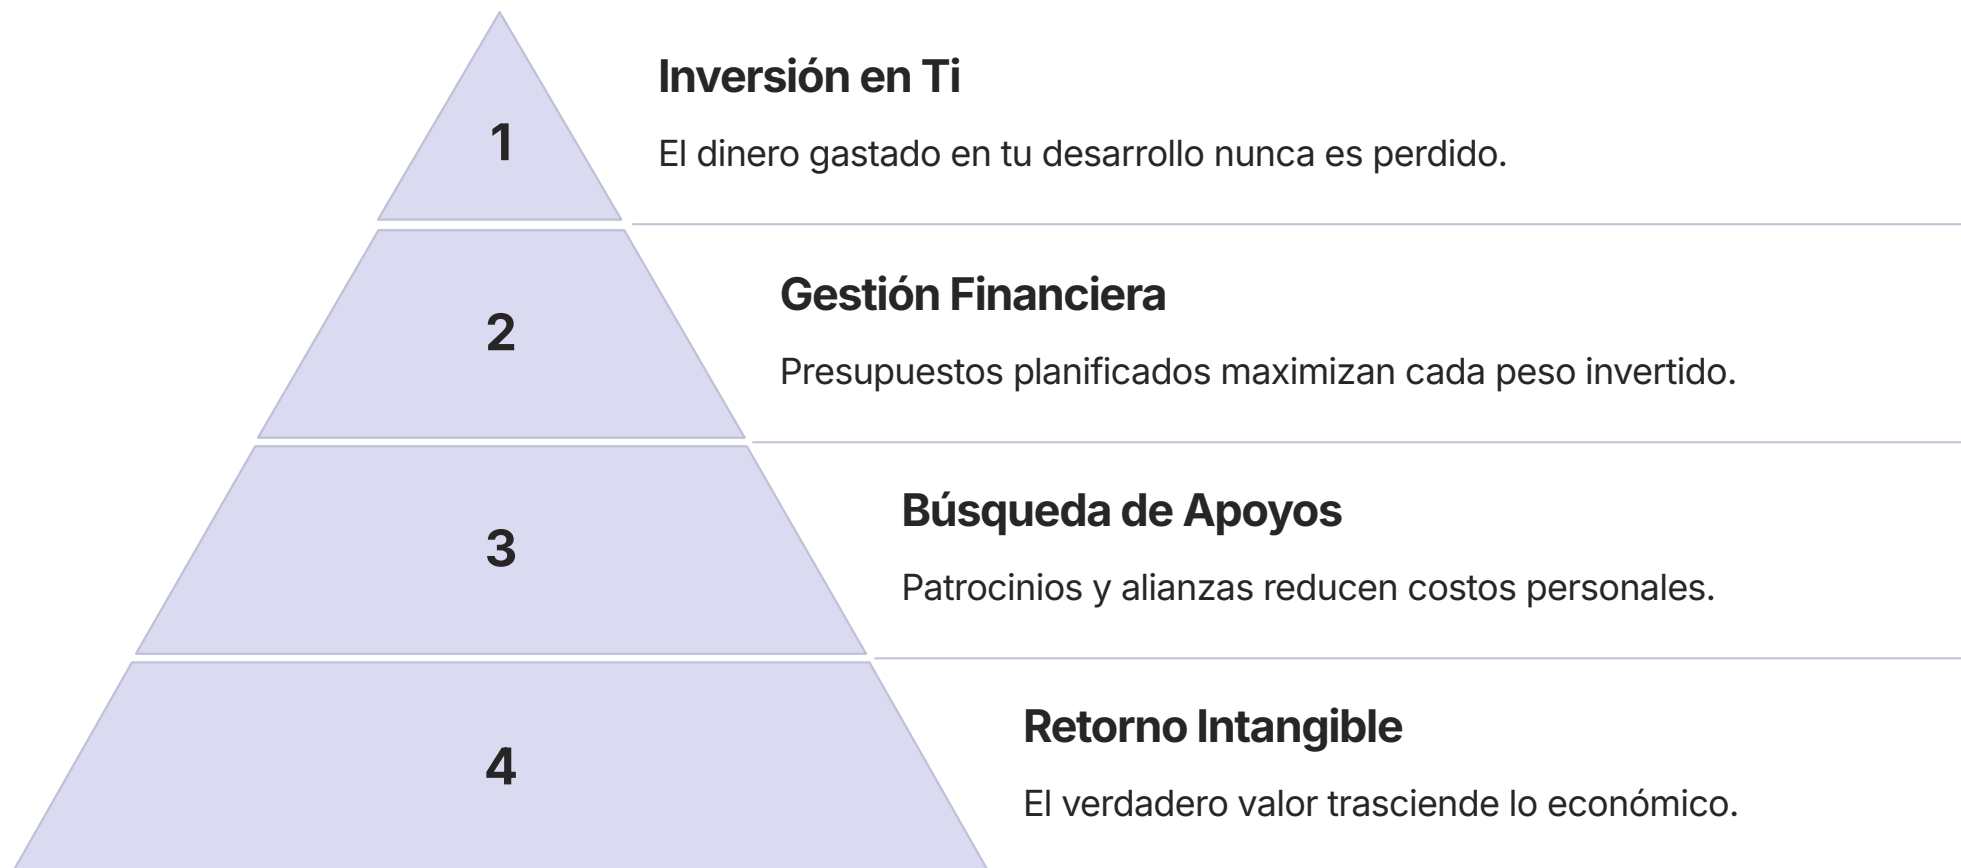 1
Inversión en Ti
El dinero gastado en tu desarrollo nunca es perdido.
2
Gestión Financiera
Presupuestos planificados maximizan cada peso invertido.
3
Búsqueda de Apoyos
Patrocinios y alianzas reducen costos personales.
4
Retorno Intangible
El verdadero valor trasciende lo económico.